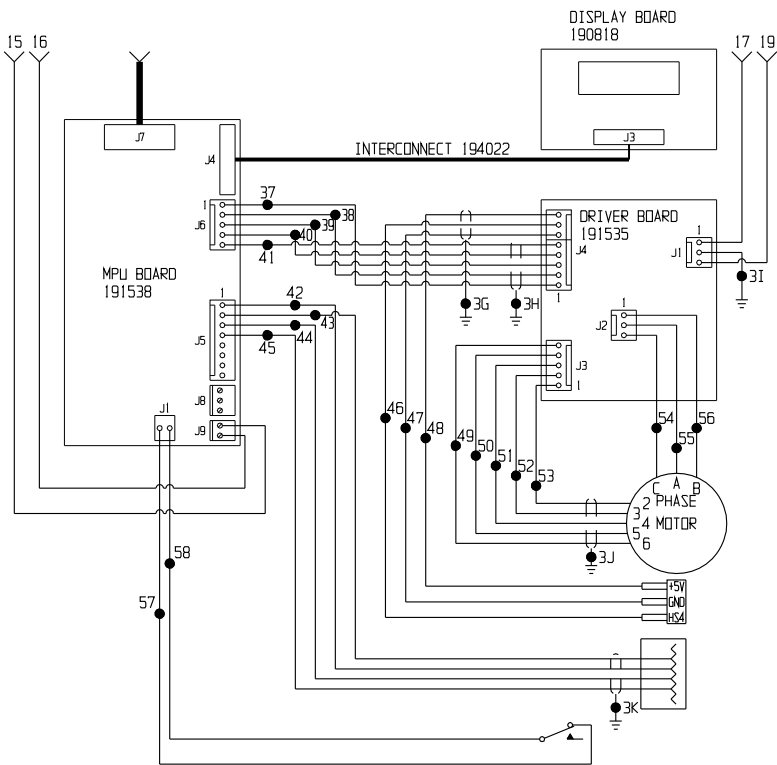 DISPLAY BOARD
190818
15
16
17
19
J7
J3
J4
INTERCONNECT 194022
37
1
38
J6
39
40
41
DRIVER BOARD
191535
J4
1
J1
1
3I
MPU BOARD
191538
1
42
43
44
45
J5
3G
3H
1
J2
J3
1
J8
J1
J9
46
47
48
49
50
51
52
53
54
55
56
C A B
PHASE
MOTOR
2
3
4
5
6
3J
58
57
+5V
GND
HS4
3K